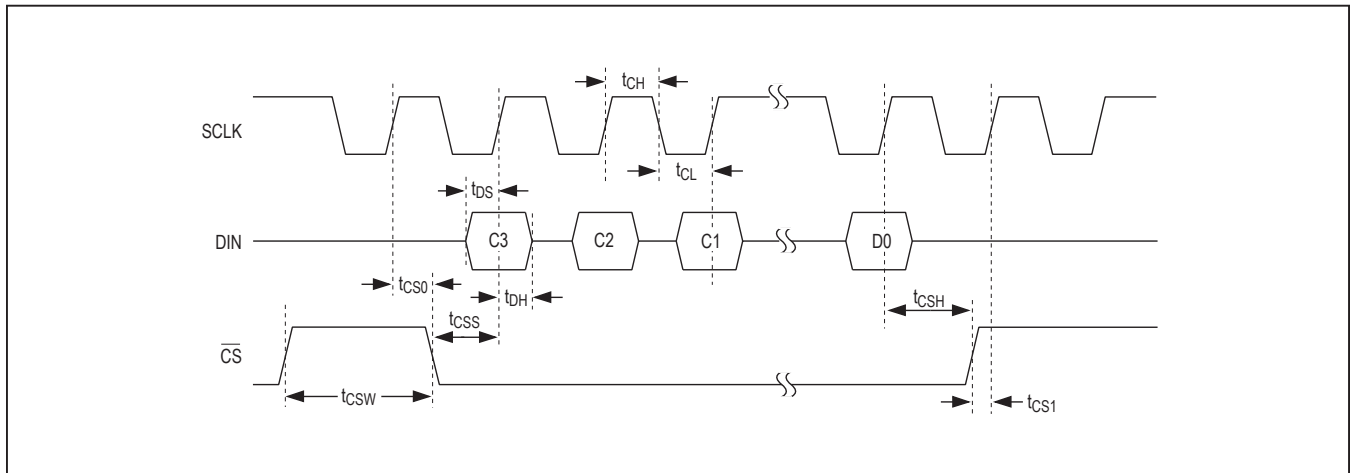 tCH
SCLK
tCL
tDS
DIN
C3
C2
C1
D0
tCS0
tDH
tCSH
tCSS
CS
tCSW
tCS1